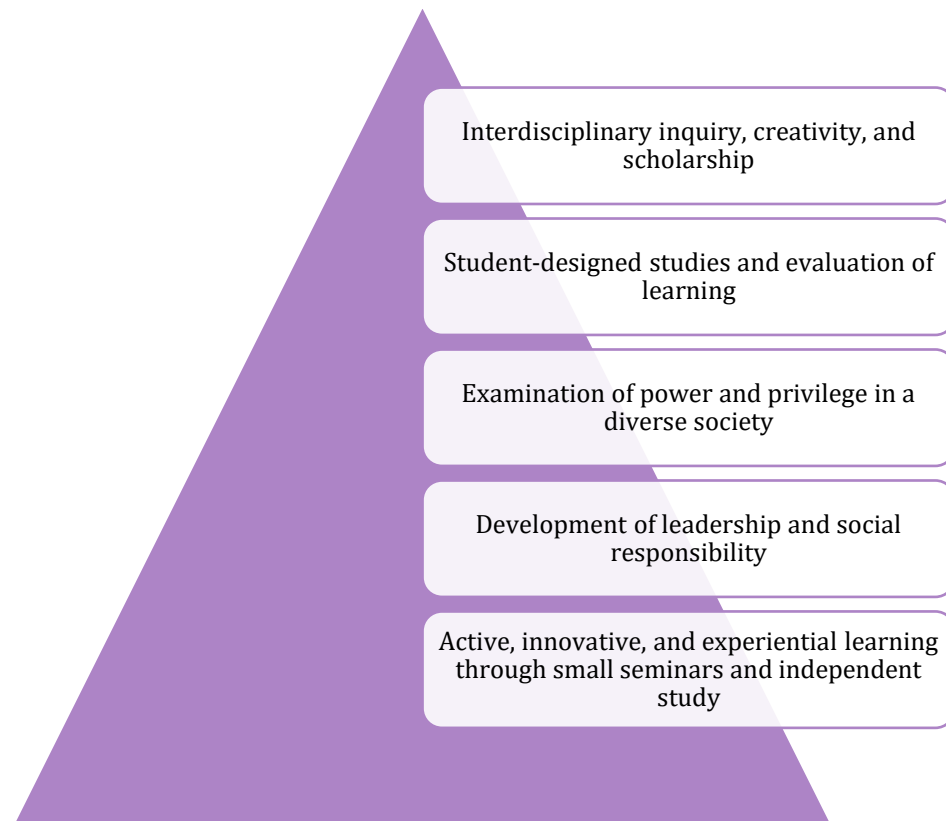 Interdisciplinary inquiry, creativity, and
scholarship
Student-designed studies and evaluation of
learning
Examination of power and privilege in a
diverse society
Development of leadership and social
responsibility
Active, innovative, and experiential learning
through small seminars and independent
study